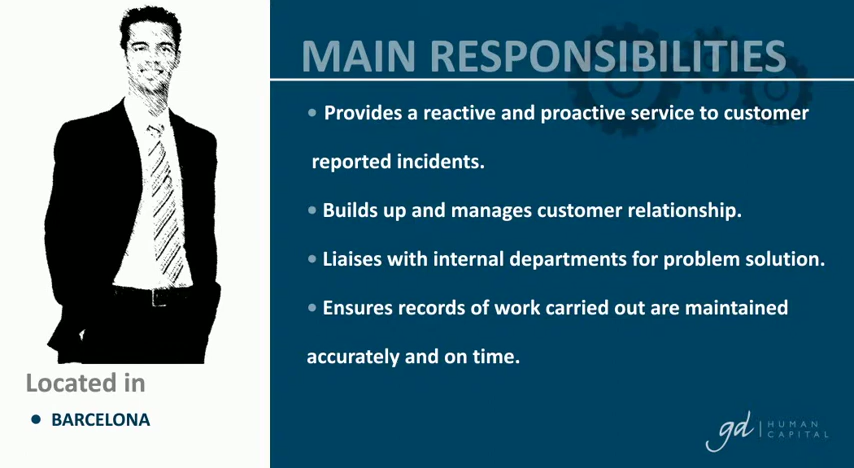 MAIN RESPONSIBILITIES
• Provides a reactive and proactive service to customer
reported incidents.
• Builds up and manages customer relationship.
• Liaises with internal departments for problem solution.
• Ensures records of work carried out are maintained
accurately and on time.
Located in
• BARCELONA
gd | HUMAN
CAPITAL